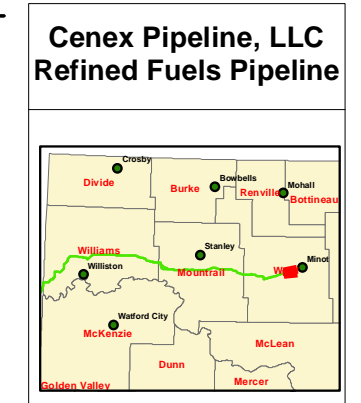 Cenex Pipeline, LLC
Refined Fuels Pipeline
Crosby
Divide
Burke
Bowbells
Renville
Mohall
Bottineau
Williams
Williston
Stanley
Mountrail
W
Minot
Watford City
McKenzie
McLean
Dunn
Mercer
Golden Valley